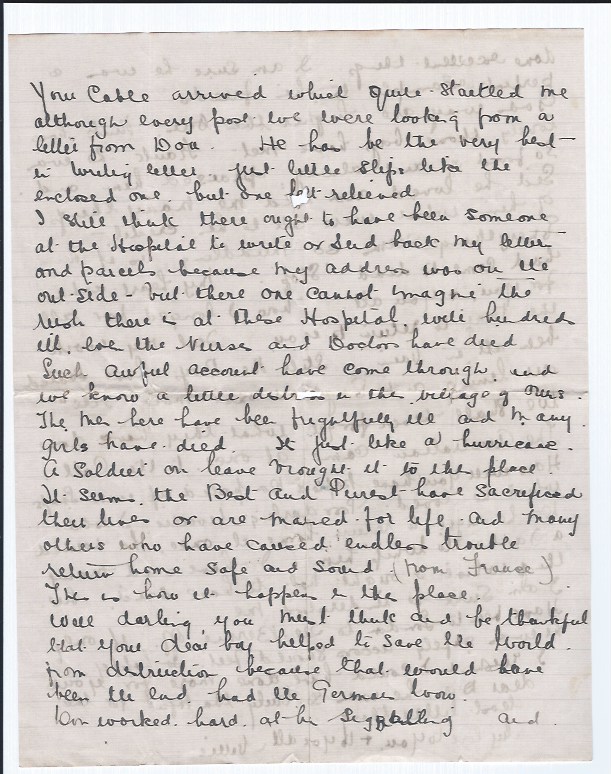 Your Cable arrived which quite startled me
although every post we were looking from a
letter from Don. He has be the very best
in writing letter just little slips like the
enclosed one, but one felt relieved
I still think there ought to have been someone
at the Hospital to write or send back my letter
and parcels because my address was on the
out-side - but there one cannot imagine the
rush there is at these Hospital with hundreds
ill. Even the Nurses and Doctors have died
Such awful account have come through, and
we know a little distress in the village of ours.
The men here have been frightfully ill and many
girls have died. It just like a hurricane.
A Soldier on leave brought it to the place
It seems the Best and Purest have sacrificed
their lives or are maimed for life and many
others who have caused endless trouble
return home safe and sound (from France)
This is how it happen in the place.
Well darling you must think and be thankful
that your dear boy helped to save the World
from destruction because that would have
been the end had the German won.
Don worked hard at his Signalling and